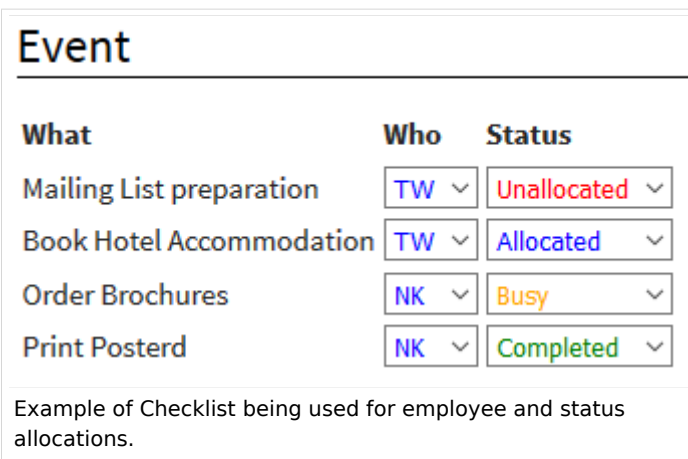 Event
What Who Status
Mailing List preparation TW Unallocated
Book Hotel Accommodation TW Allocated
Order Brochures NK Busy
Print Posterd NK Completed
Example of Checklist being used for employee and status
allocations.